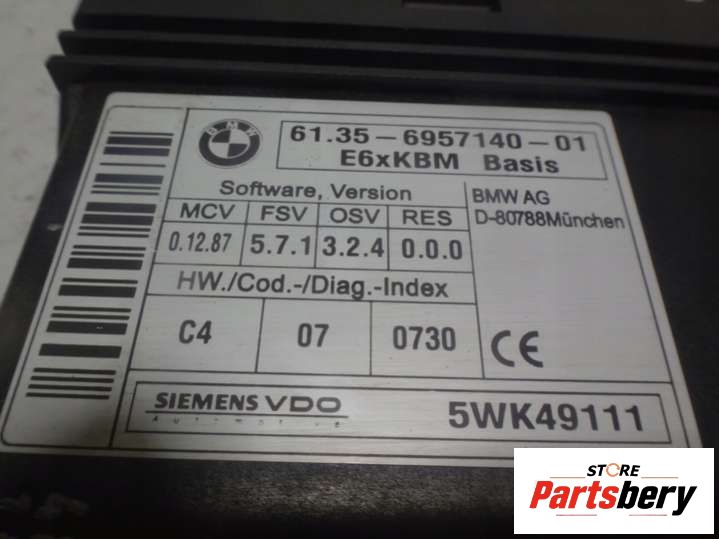 BMW
61.35-6957140-01
E6xKBM Basis
Software, Version
MCV FSV OSV RES
0.12.87 5.7.1 3.2.4 0.0.0
BMW AG
D-80788München
HW./Cod.-/Diag.-Index
C4 07 0730
CE
SIEMENS VDO
Automotive
5WK49111
STORE
Partsbery